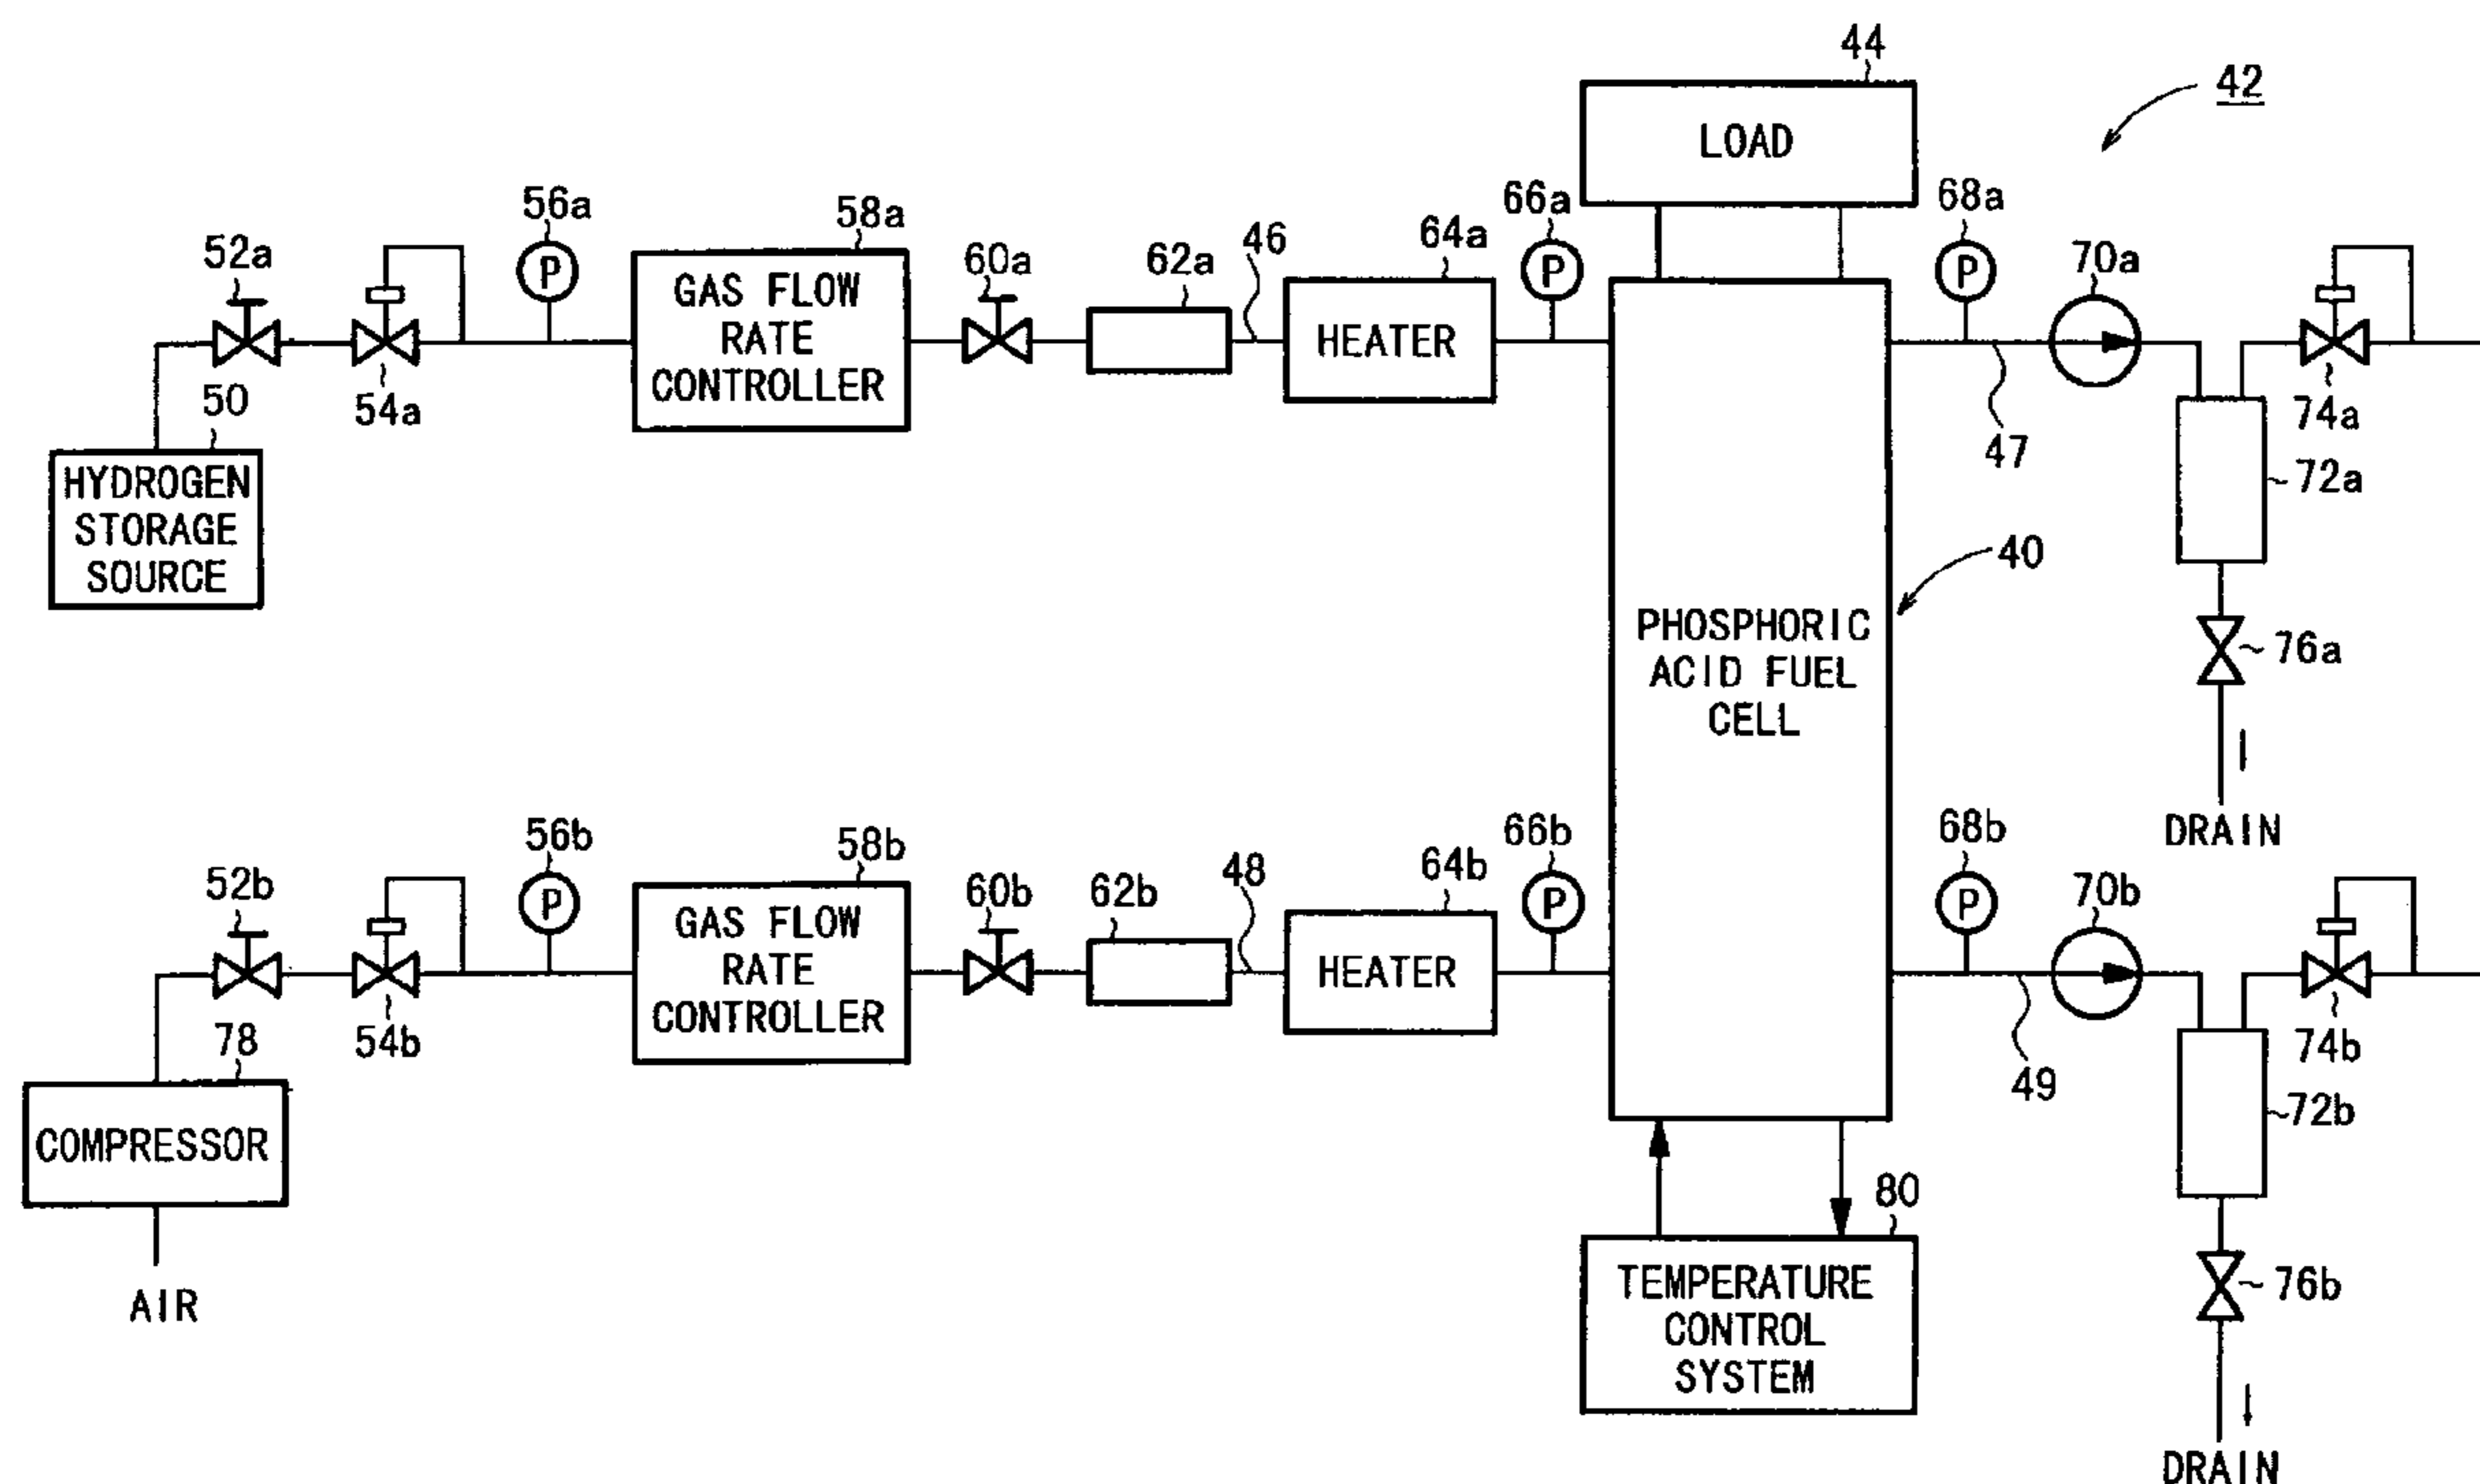 44
42
LOAD
56a
58a
66a
68a
52a
60a
62a
46
64a
70a
P
P
P
GAS FLOW
RATE
CONTROLLER
HEATER
50
54a
74a
47
72a
HYDROGEN
STORAGE
SOURCE
40
PHOSPHORIC
ACID FUEL
CELL
76a
DRAIN
56b
58b
66b
68b
52b
60b
62b
48
64b
70b
P
P
P
GAS FLOW
RATE
CONTROLLER
HEATER
78
54b
74b
49
72b
COMPRESSOR
80
AIR
TEMPERATURE
CONTROL
SYSTEM
76b
DRAIN